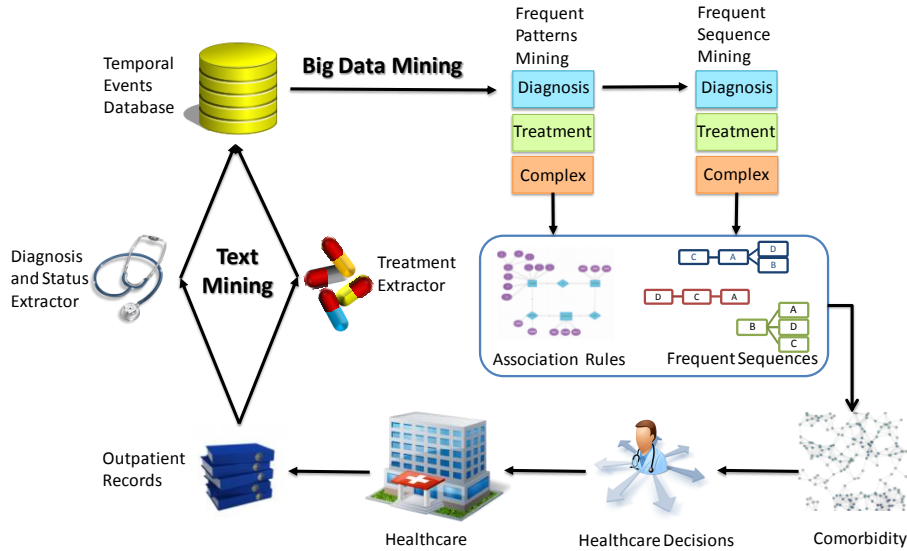 Temporal
Events
Database
Big Data Mining
Frequent
Patterns
Mining
Diagnosis
Treatment
Complex
Frequent
Sequence
Mining
Diagnosis
Treatment
Complex
Diagnosis
and Status
Extractor
Text
Mining
Treatment
Extractor
C
A
D
B
D
C
A
B
A
D
C
Association Rules
Frequent Sequences
Outpatient
Records
Healthcare
Healthcare Decisions
Comorbidity